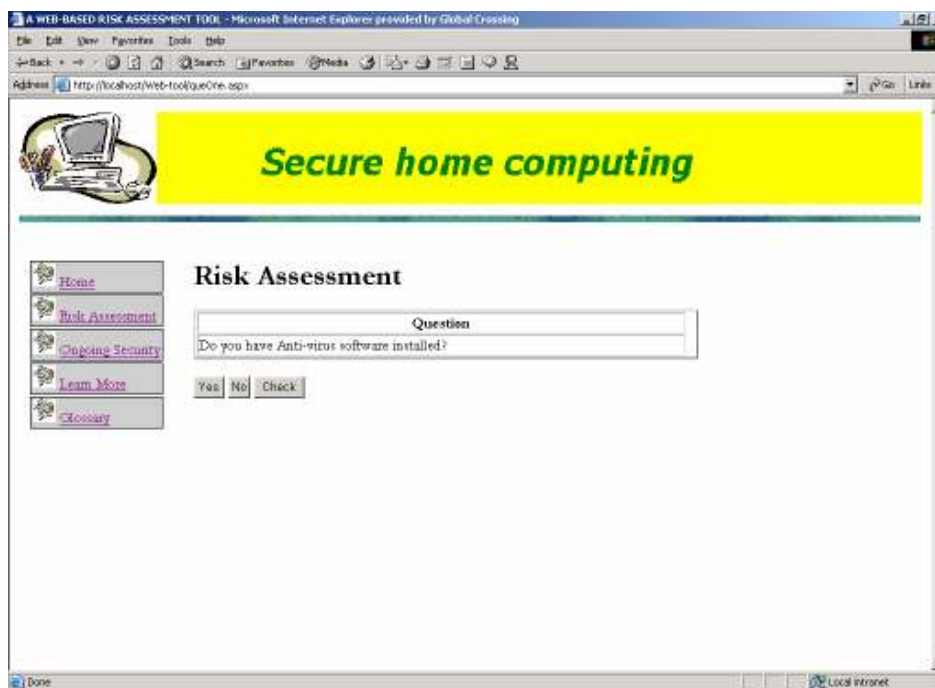 A WEB-BASED RISK ASSESSMENT TOOL - Microsoft Internet Explorer provided by Global Crossing
File Edit View Favorites Tools Help
Back Search Favorites Media
Address http://localhost/Web-tool/queOne.aspx Go Links
Secure home computing
Home
Risk Assessment
Ongoing Security
Learn More
Glossary
Risk Assessment
Question
Do you have Anti-virus software installed?
Yes No Check
Done Local intranet